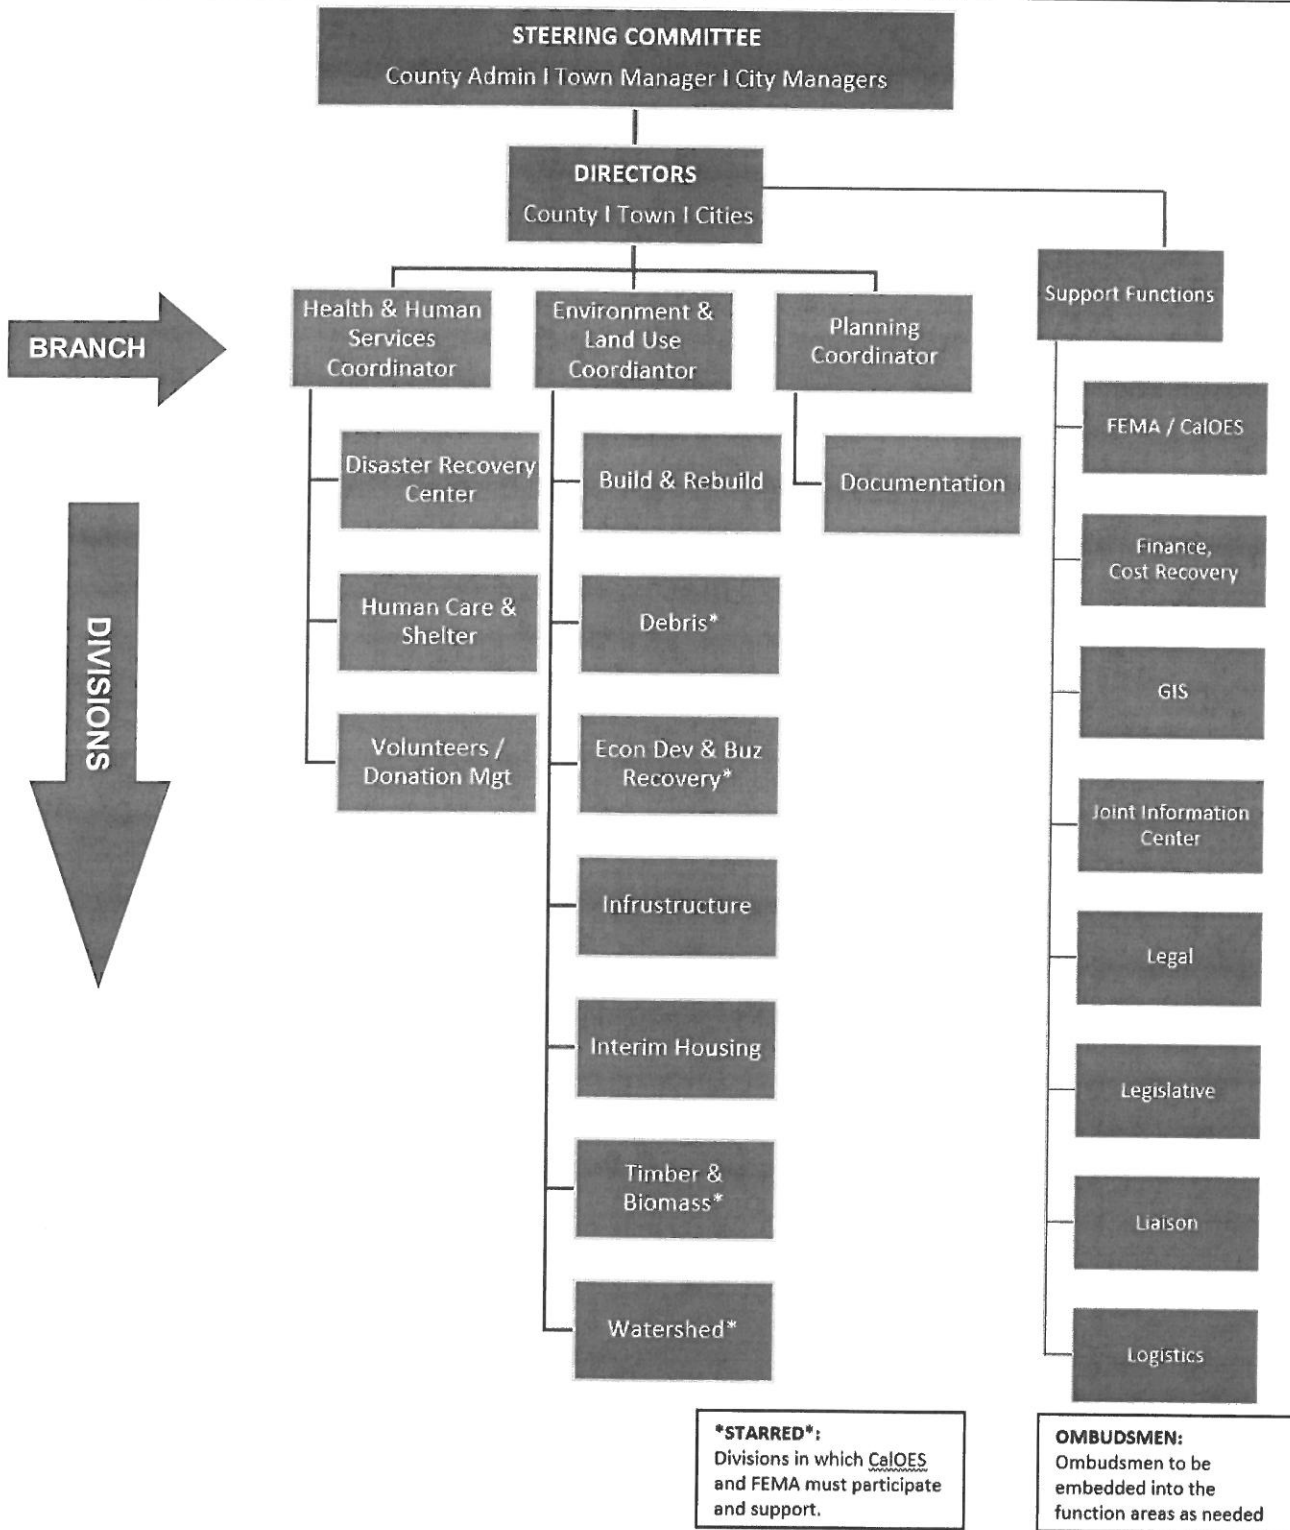 STEERING COMMITTEE
County Admin I Town Manager I City Managers
DIRECTORS
County I Town I Cities
BRANCH
Health & Human
Services
Coordinator
Environment &
Land Use
Coordiantor
Planning
Coordinator
Support Functions
DIVISIONS
Disaster Recovery
Center
Human Care &
Shelter
Volunteers /
Donation Mgt
Build & Rebuild
Debris*
Econ Dev & Buz
Recovery*
Infrustructure
Interim Housing
Timber &
Biomass*
Watershed*
Documentation
FEMA / CalOES
Finance,
Cost Recovery
GIS
Joint Information
Center
Legal
Legislative
Liaison
Logistics
*STARRED*:
Divisions in which CalOES
and FEMA must participate
and support.
OMBUDSMEN:
Ombudsmen to be
embedded into the
function areas as needed